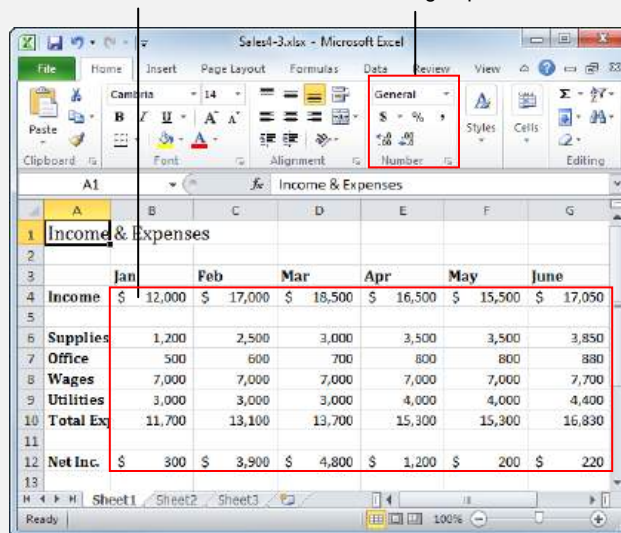 Sales4-3.xlsx - Microsoft Excel
File Home Insert Page Layout Formulas Data Review View
Cambria 14 General
Paste B I U A A $ % , Styles Cells Σ
Clipboard Font Alignment Number Editing
A1 fx Income & Expenses
A B C D E F G
1 Income & Expenses
2
3 Jan Feb Mar Apr May June
4 Income $ 12,000 $ 17,000 $ 18,500 $ 16,500 $ 15,500 $ 17,050
5
6 Supplies 1,200 2,500 3,000 3,500 3,500 3,850
7 Office 500 600 700 800 800 880
8 Wages 7,000 7,000 7,000 7,000 7,000 7,700
9 Utilities 3,000 3,000 3,000 4,000 4,000 4,400
10 Total Exp 11,700 13,100 13,700 15,300 15,300 16,830
11
12 Net Inc. $ 300 $ 3,900 $ 4,800 $ 1,200 $ 200 $ 220
13
Sheet1 Sheet2 Sheet3
Ready 100%